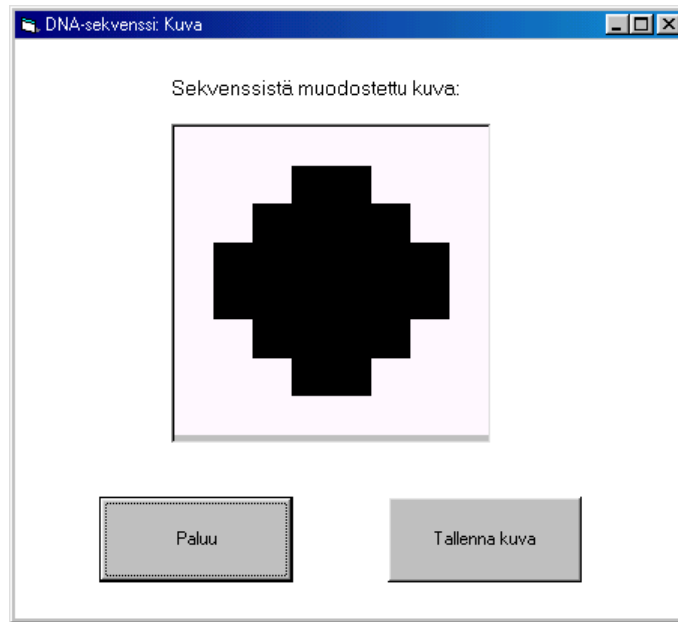 DNA-sekvenssi: Kuva
Sekvenssistä muodostettu kuva:
Paluu
Tallenna kuva